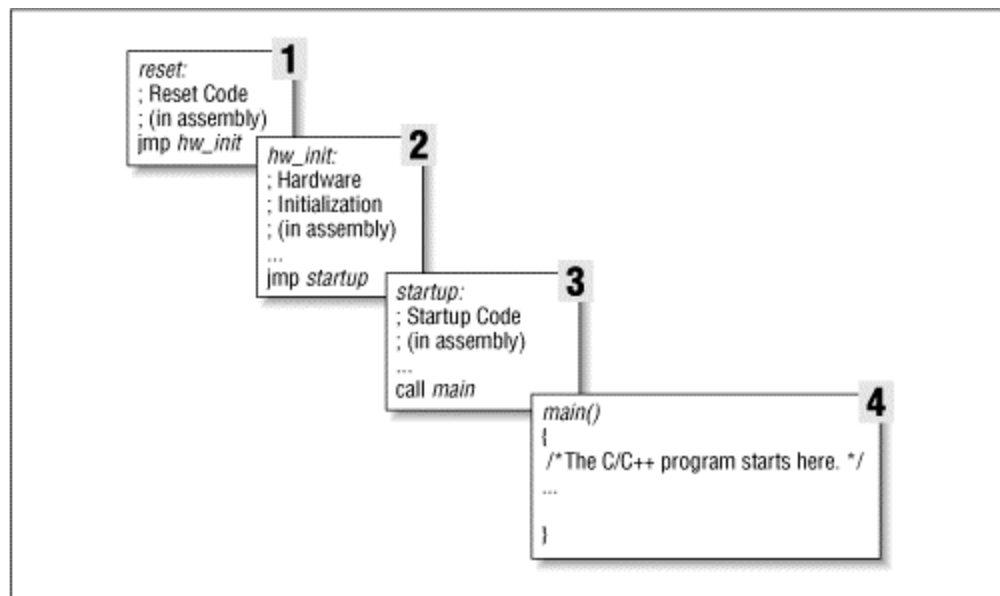 1
reset:
; Reset Code
; (in assembly)
jmp hw_init
2
hw_init:
; Hardware
; Initialization
; (in assembly)
...
jmp startup
3
startup:
; Startup Code
; (in assembly)
...
call main
4
main()
{
/*The C/C++ program starts here. */
...
}